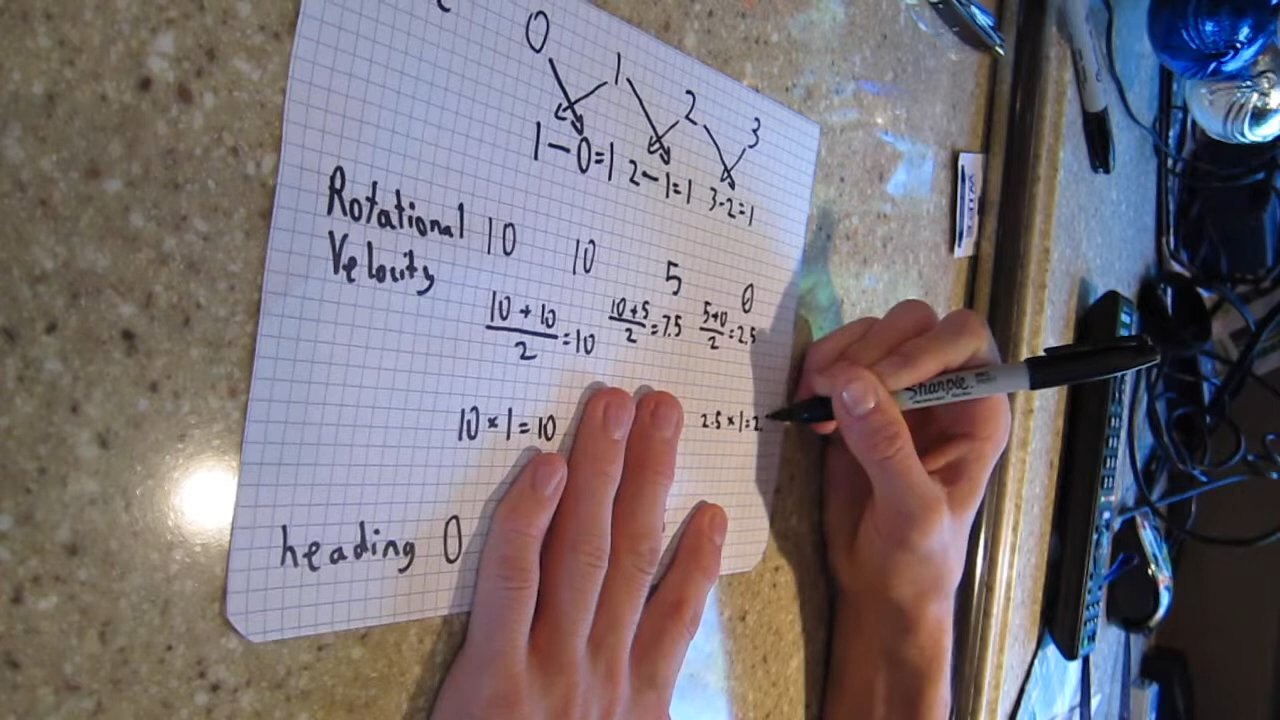 0 1 2 3
1-0=1 2-1=1 3-2=1
Rotational 10 10 5 0
Velocity
10+10/2=10 10+5/2=7.5 5+0/2=2.5
10×1=10 2.5×1=2.
heading 0
Sharpie